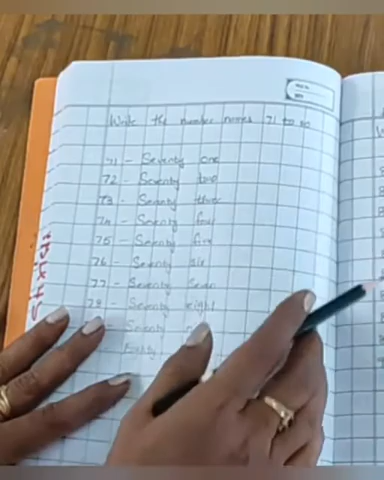 Write the number names 71 to 80
71 - Seventy one
72 - Seventy two
73 - Seventy three
74 - Seventy four
75 - Seventy five
76 - Seventy six
77 - Seventy Seven
78 - Seventy eight
- Seventy